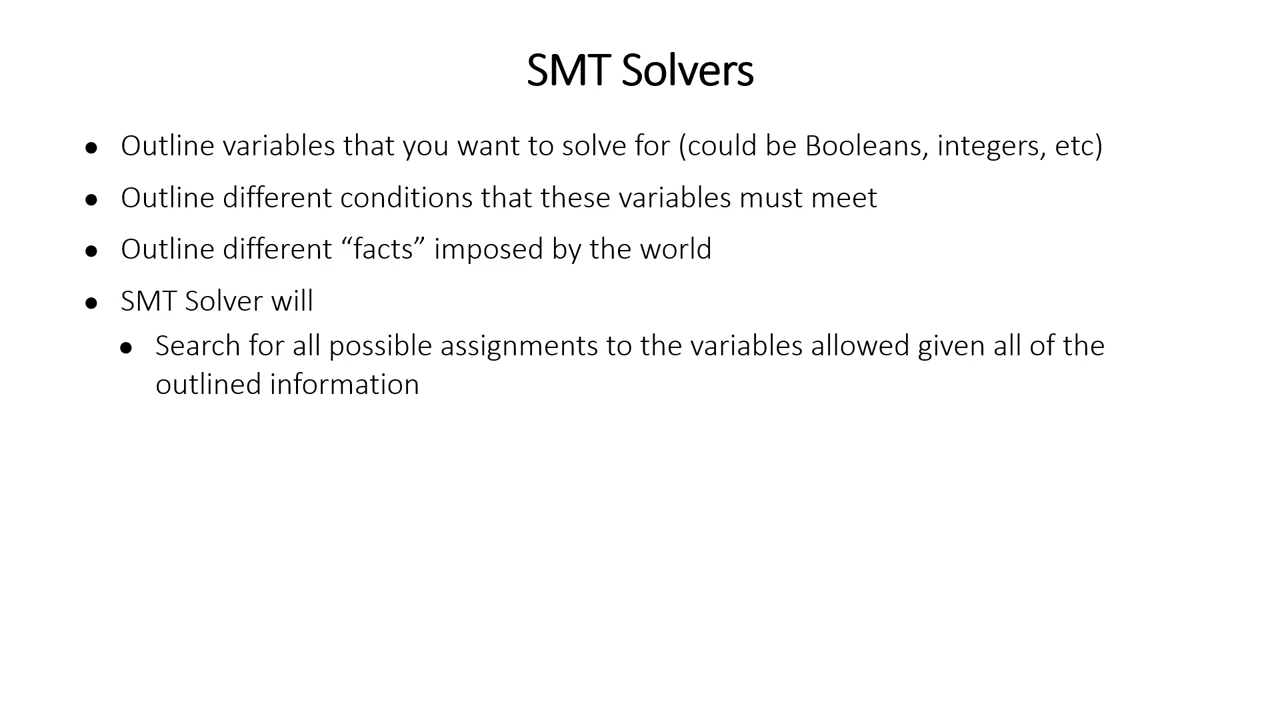 SMT Solvers
● Outline variables that you want to solve for (could be Booleans, integers, etc)
● Outline different conditions that these variables must meet
● Outline different “facts” imposed by the world
● SMT Solver will
● Search for all possible assignments to the variables allowed given all of the
outlined information